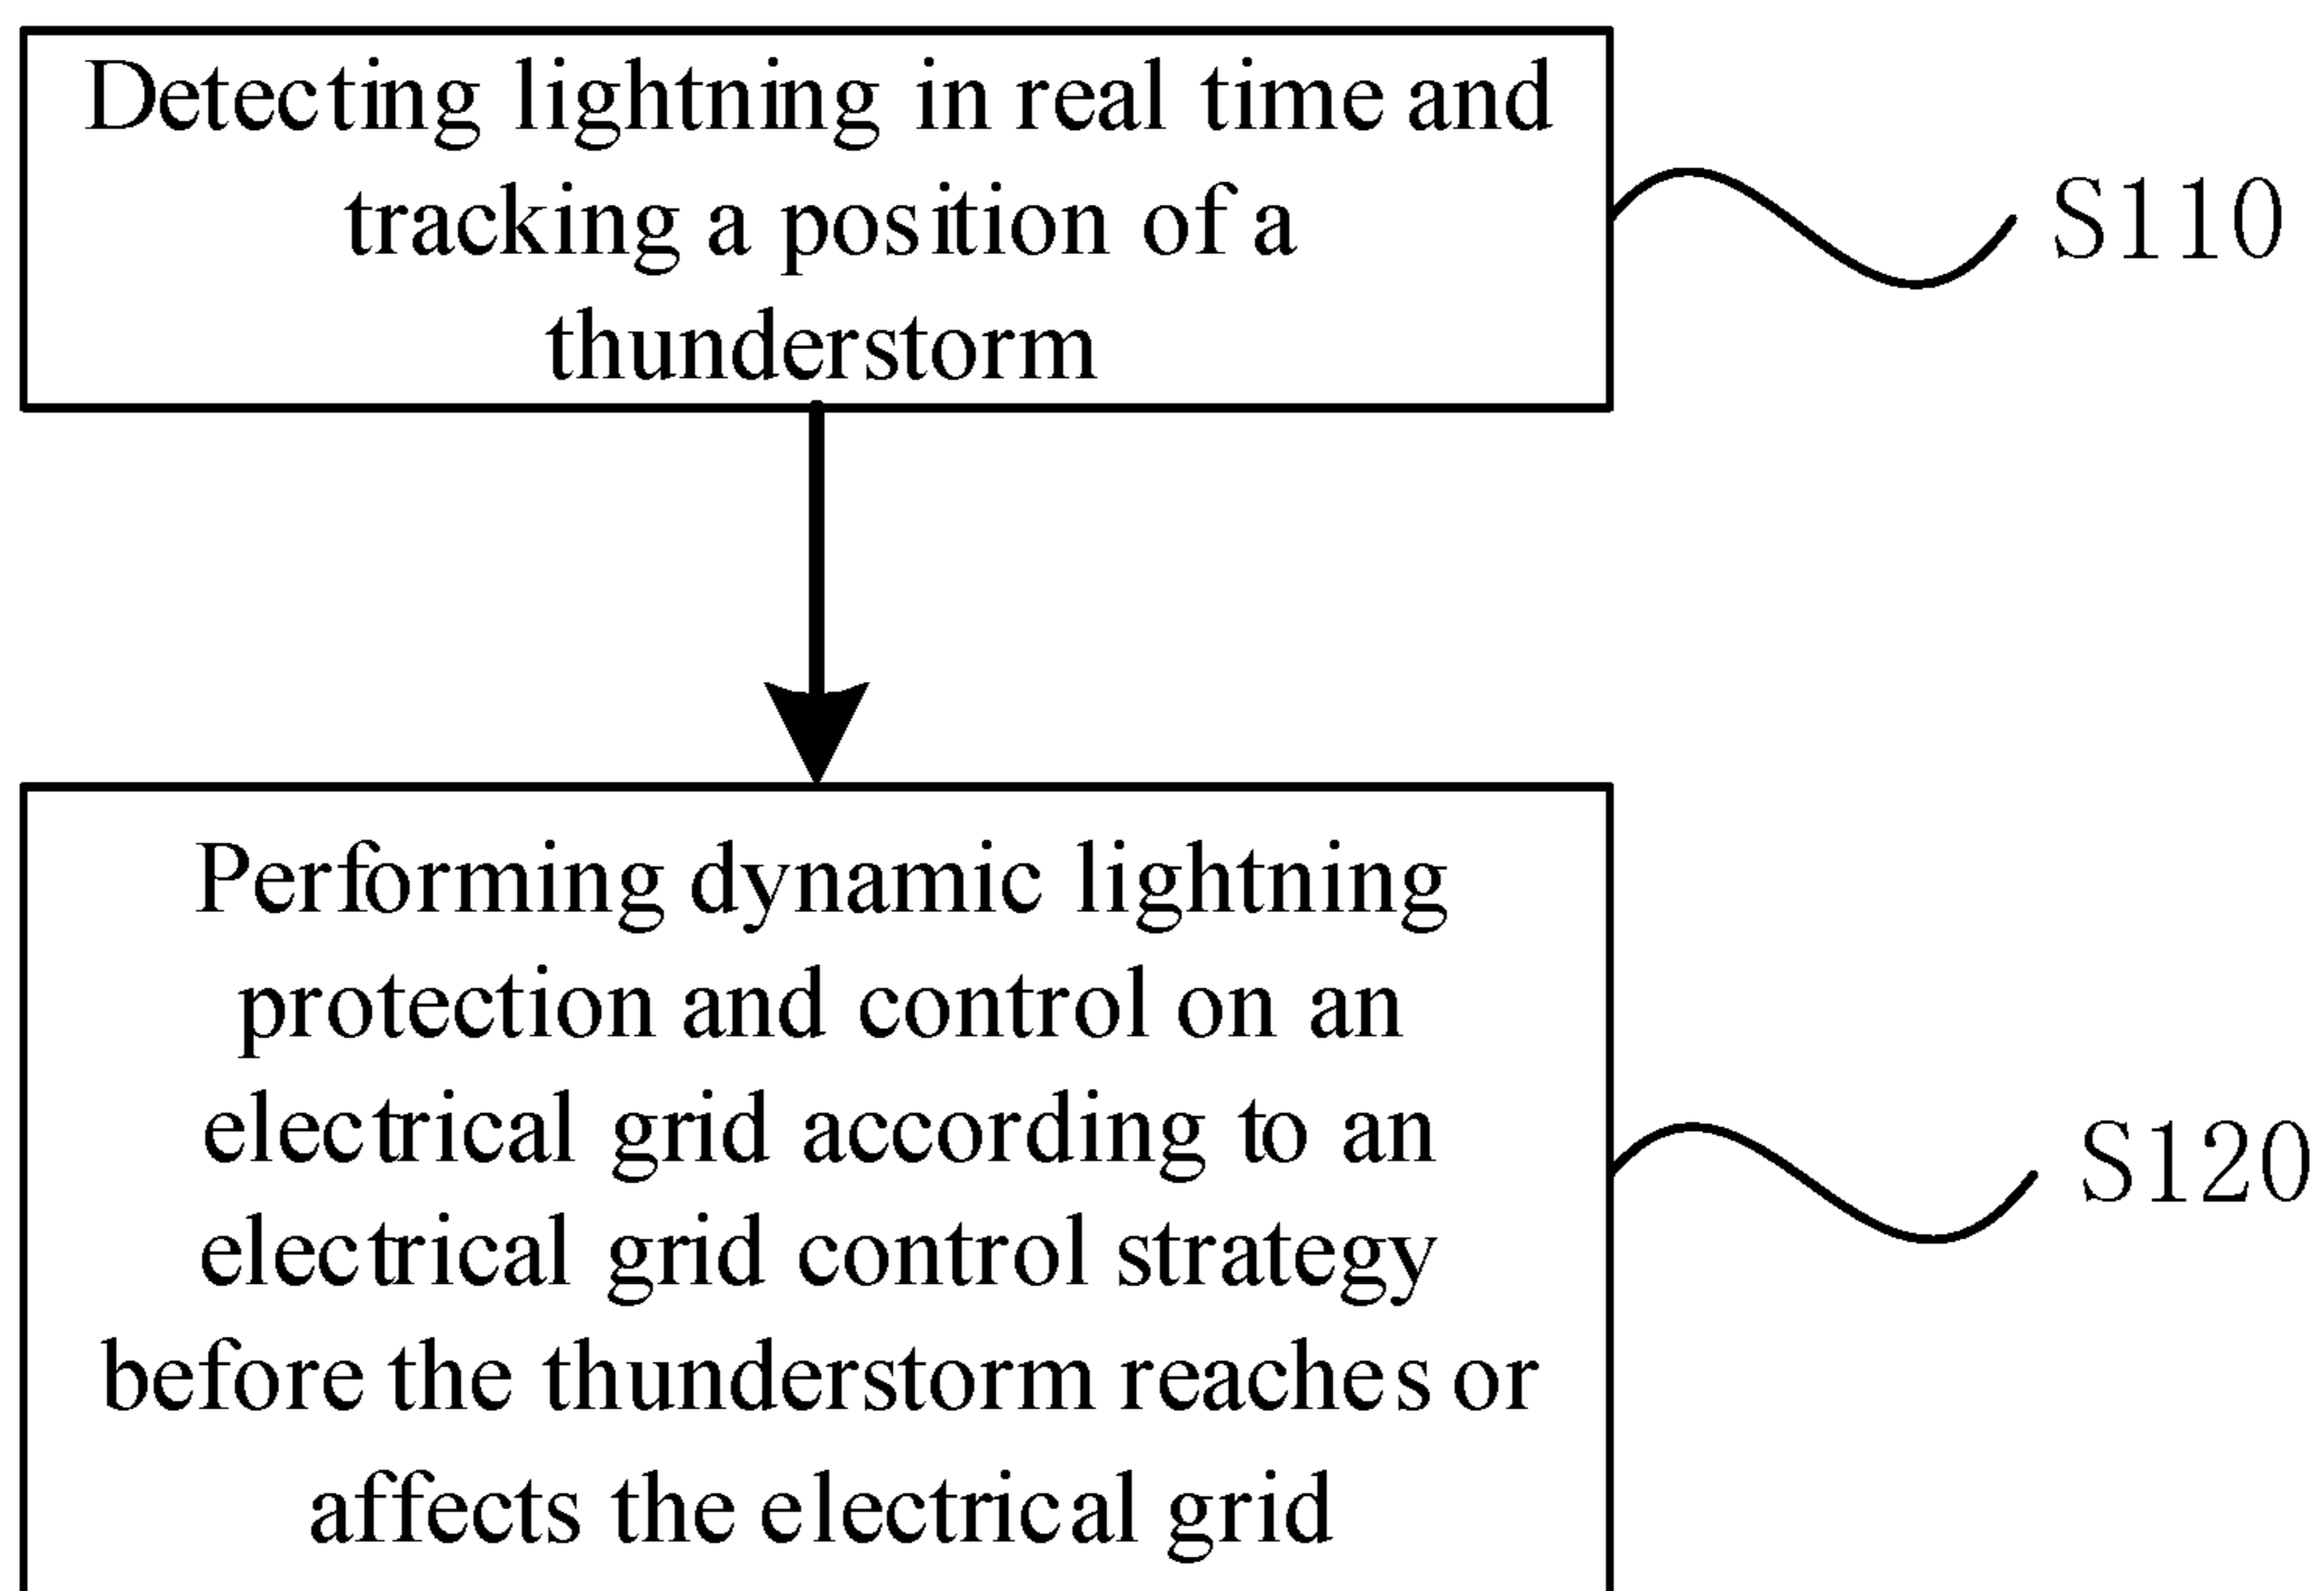 Detecting lightning in real time and
tracking a position of a
thunderstorm
S110
Performing dynamic lightning
protection and control on an
electrical grid according to an
electrical grid control strategy
before the thunderstorm reaches or
affects the electrical grid
S120